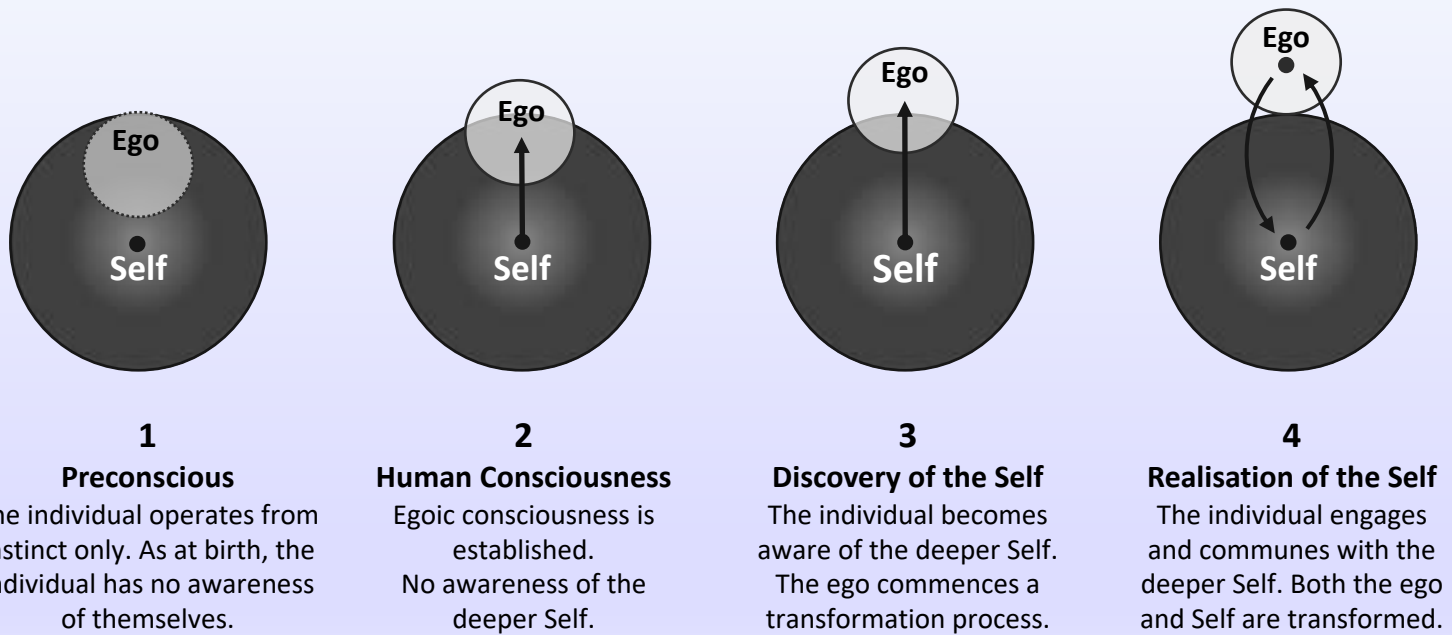 Ego
Self
Ego
Self
Ego
Self
Ego
Self
1
Preconscious
he individual operates from
nstinct only. As at birth, the
ndividual has no awareness
of themselves.
2
Human Consciousness
Egoic consciousness is
established.
No awareness of the
deeper Self.
3
Discovery of the Self
The individual becomes
aware of the deeper Self.
The ego commences a
transformation process.
4
Realisation of the Self
The individual engages
and communes with the
deeper Self. Both the ego
and Self are transformed.